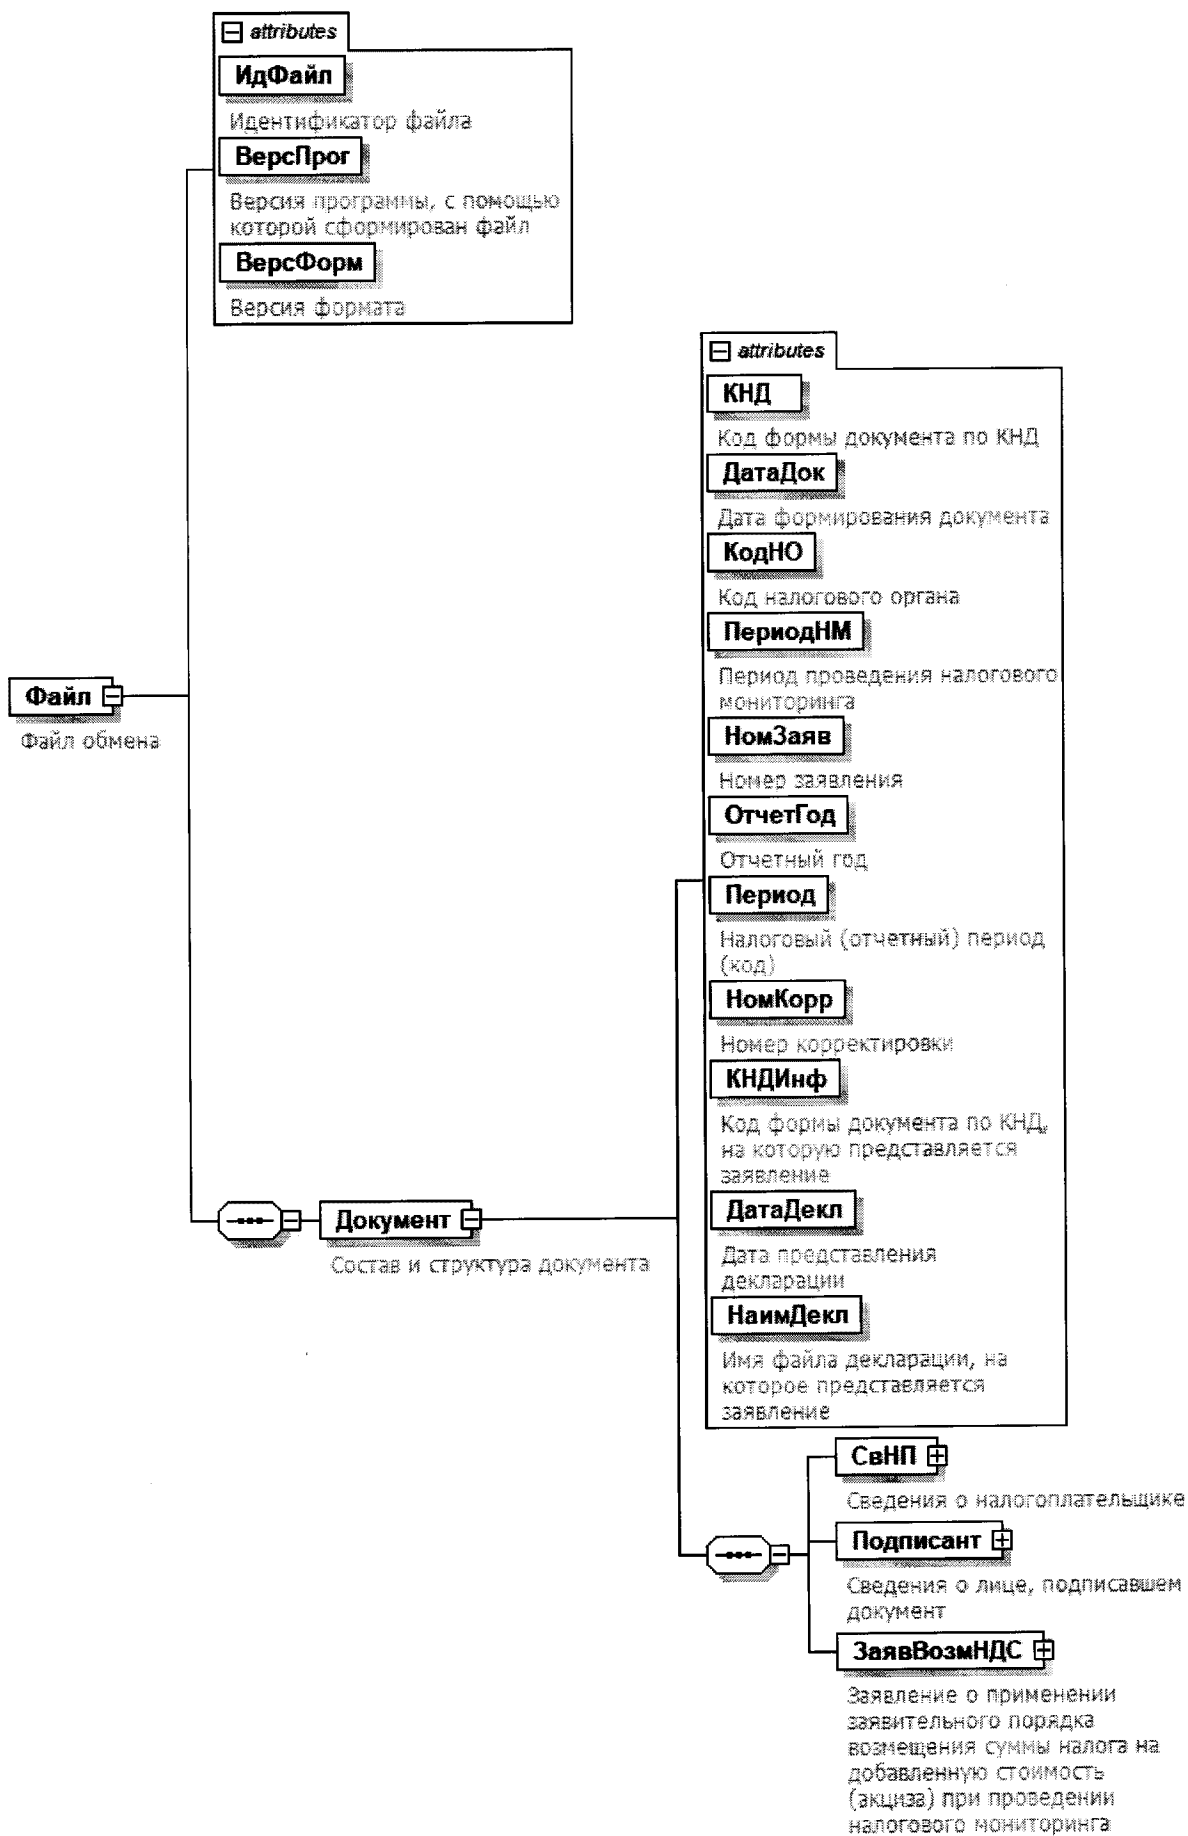 attributes
ИдФайл
Идентификатор файла
ВерсПрог
Версия программы, с помощью
которой сформирован файл
ВерсФорм
Версия формата
attributes
КНД
Код формы документа по КНД
ДатаДок
Дата формирования документа
КодНО
Код налогового органа
ПериодНМ
Период проведения налогового
мониторинга
НомЗаяв
Номер заявления
ОтчетГод
Отчетный год
Период
Налоговый (отчетный) период
(код)
НомКорр
Номер корректировки
КНДИнф
Код формы документа по КНД,
на которую представляется
заявление
ДатаДекл
Дата представления
декларации
НаимДекл
Имя файла декларации, на
которое представляется
заявление
Файл
Файл обмена
Документ
Состав и структура документа
СвНП
Сведения о налогоплательщике
Подписант
Сведения о лице, подписавшем
документ
ЗаявВозмНДС
Заявление о применении
заявительного порядка
возмещения суммы налога на
добавленную стоимость
(акциза) при проведении
налогового мониторинга